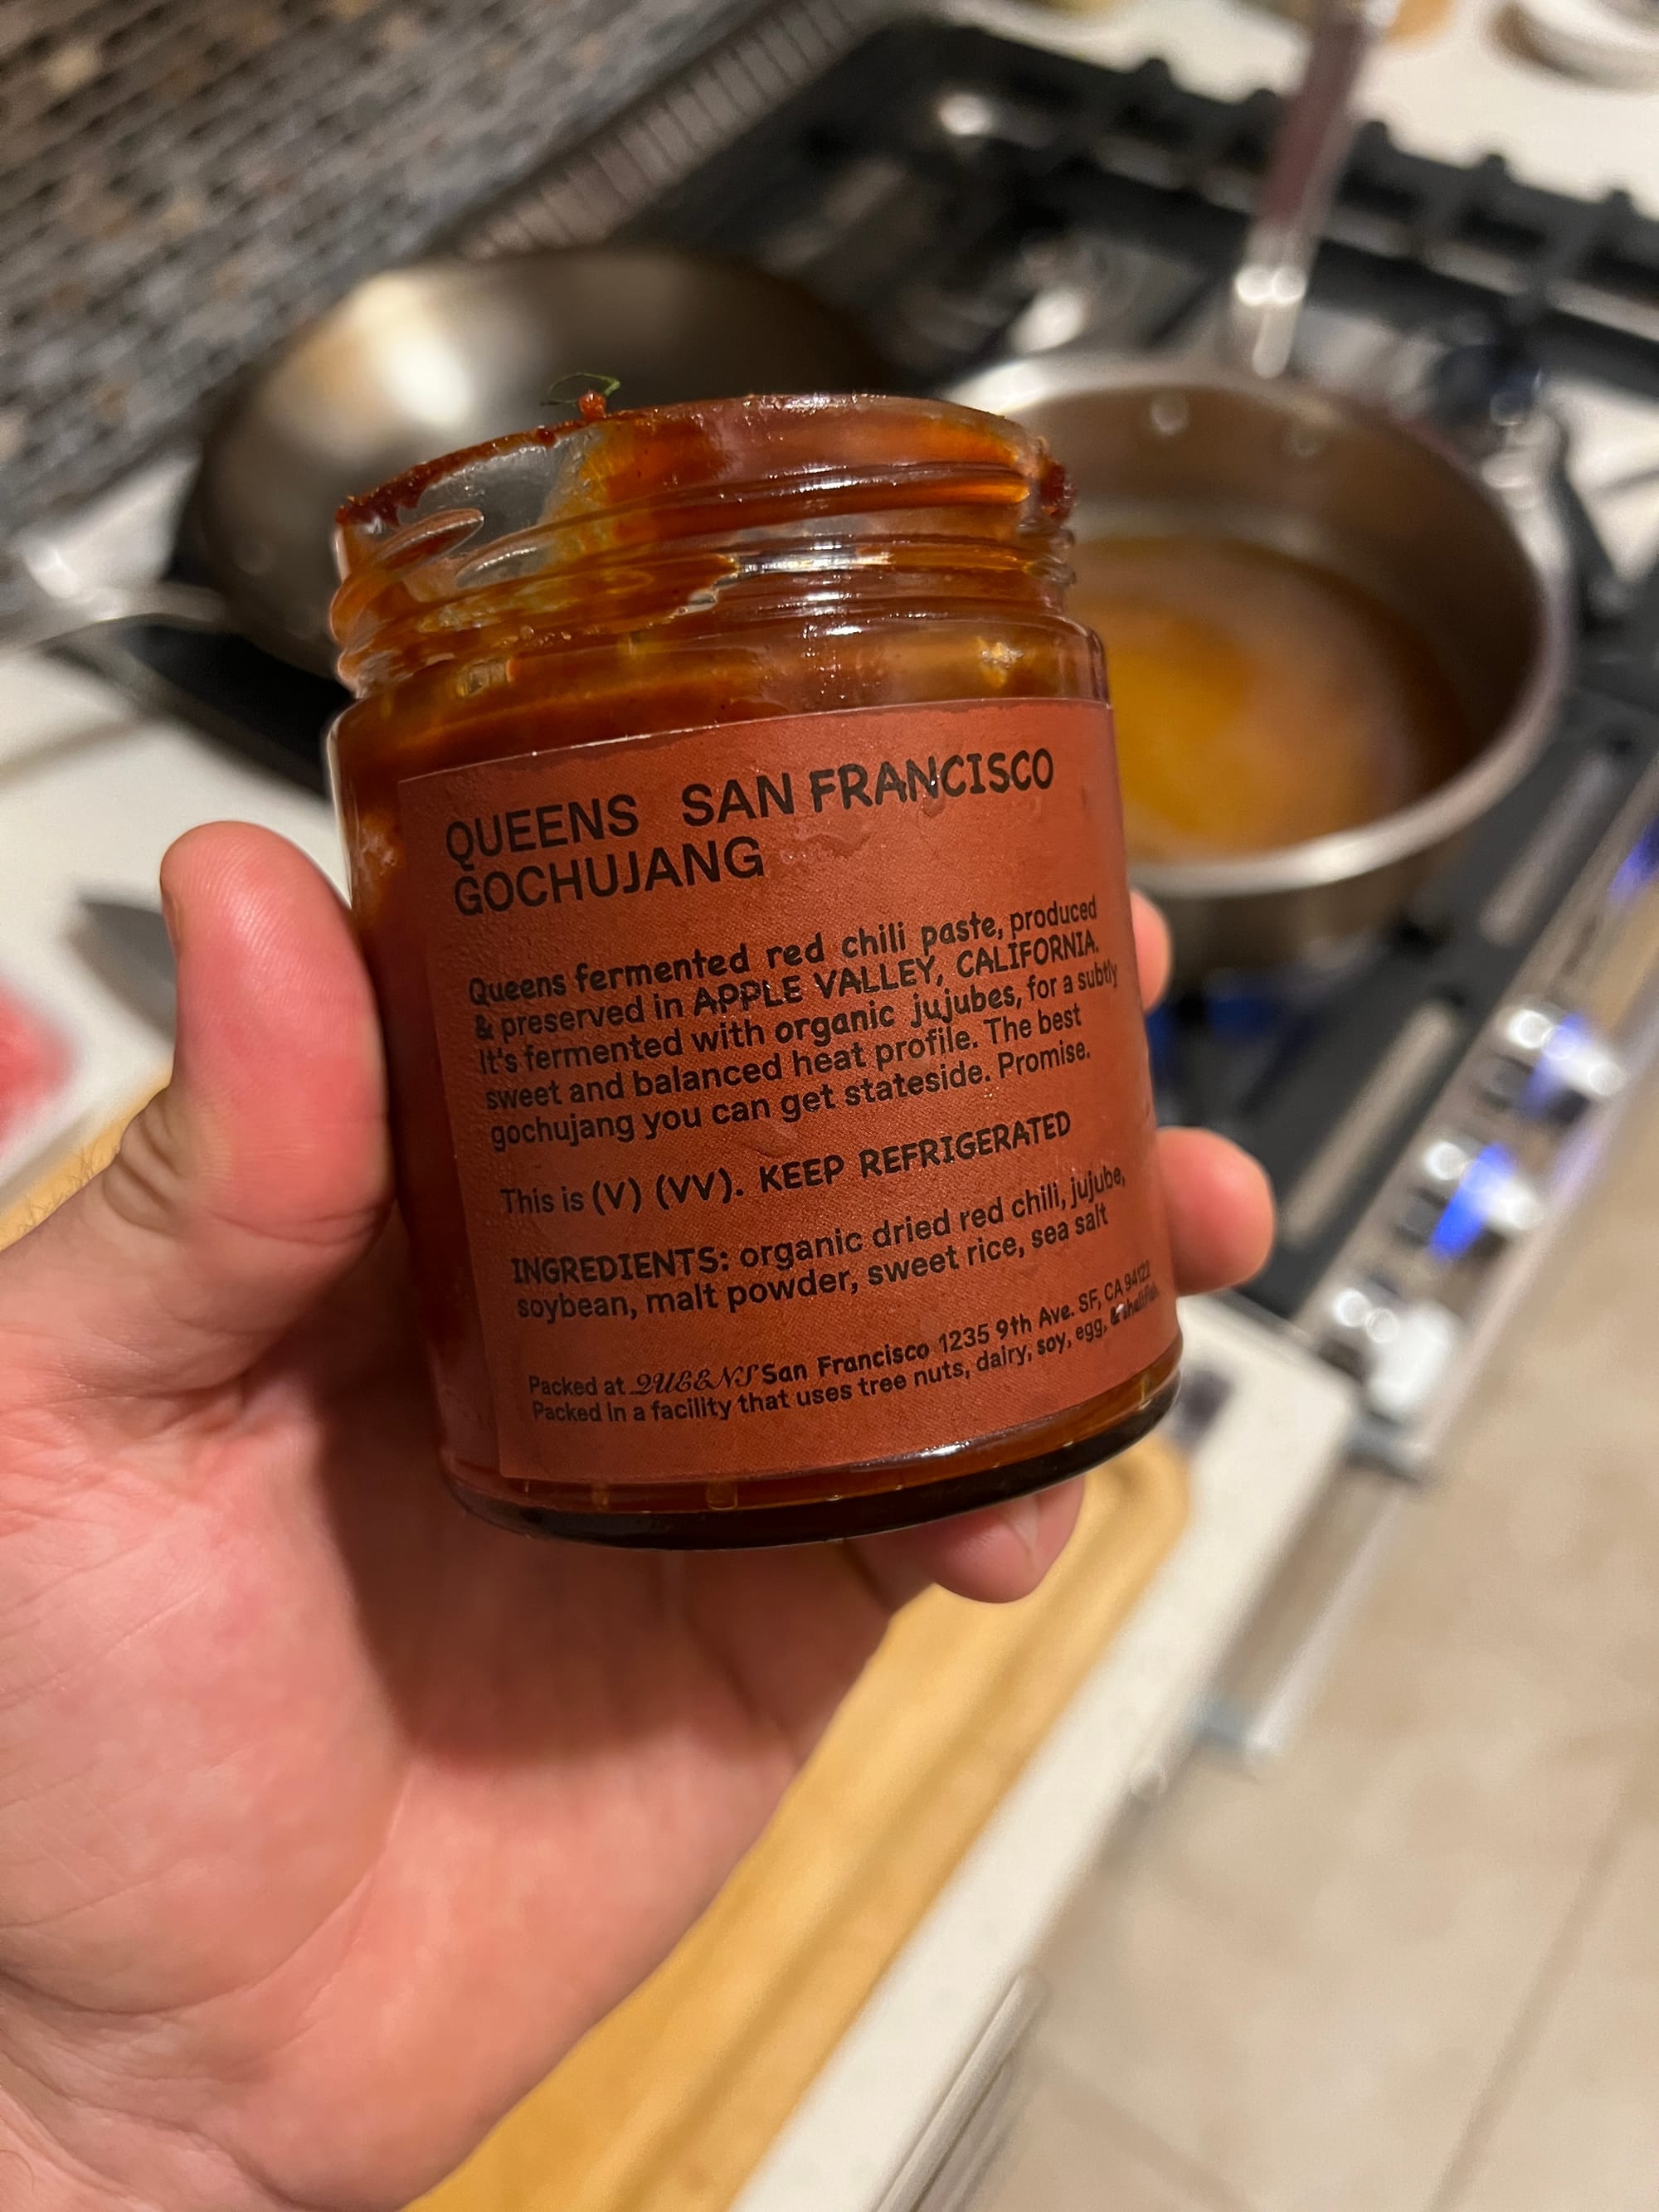 QUEENS SAN FRANCISCO
GOCHUJANG
Queens fermented red chili paste, produced
& preserved in APPLE VALLEY, CALIFORNIA.
It's fermented with organic jujubes, for a subtly
sweet and balanced heat profile. The best
gochujang you can get stateside. Promise.
This is (V) (VV). KEEP REFRIGERATED
INGREDIENTS: organic dried red chili, jujube,
soybean, malt powder, sweet rice, sea salt
Packed at QUEENS San Francisco 1235 9th Ave. SF, CA 94122
Packed in a facility that uses tree nuts, dairy, soy, egg, & shellfish.